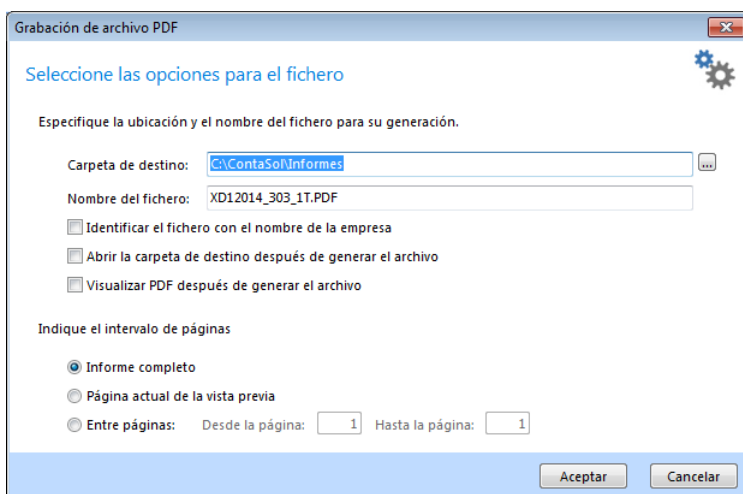 Grabación de archivo PDF
Seleccione las opciones para el fichero
Especifique la ubicación y el nombre del fichero para su generación.
Carpeta de destino: C:\ContaSol\Informes ...
Nombre del fichero: XD12014_303_1T.PDF
Identificar el fichero con el nombre de la empresa
Abrir la carpeta de destino después de generar el archivo
Visualizar PDF después de generar el archivo
Indique el intervalo de páginas
Informe completo
Página actual de la vista previa
Entre páginas: Desde la página: 1 Hasta la página: 1
Aceptar Cancelar